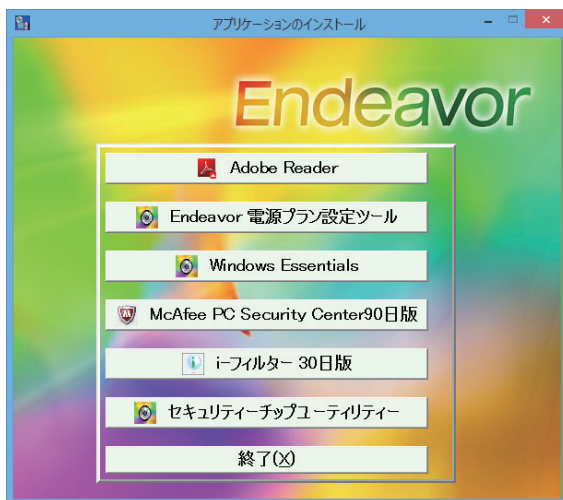 アプリケーションのインストール
Endeavor
Adobe Reader
Endeavor 電源プラン設定ツール
Windows Essentials
McAfee PC Security Center90日版
i-フィルター 30日版
セキュリティーチップユーティリティー
終了(X)